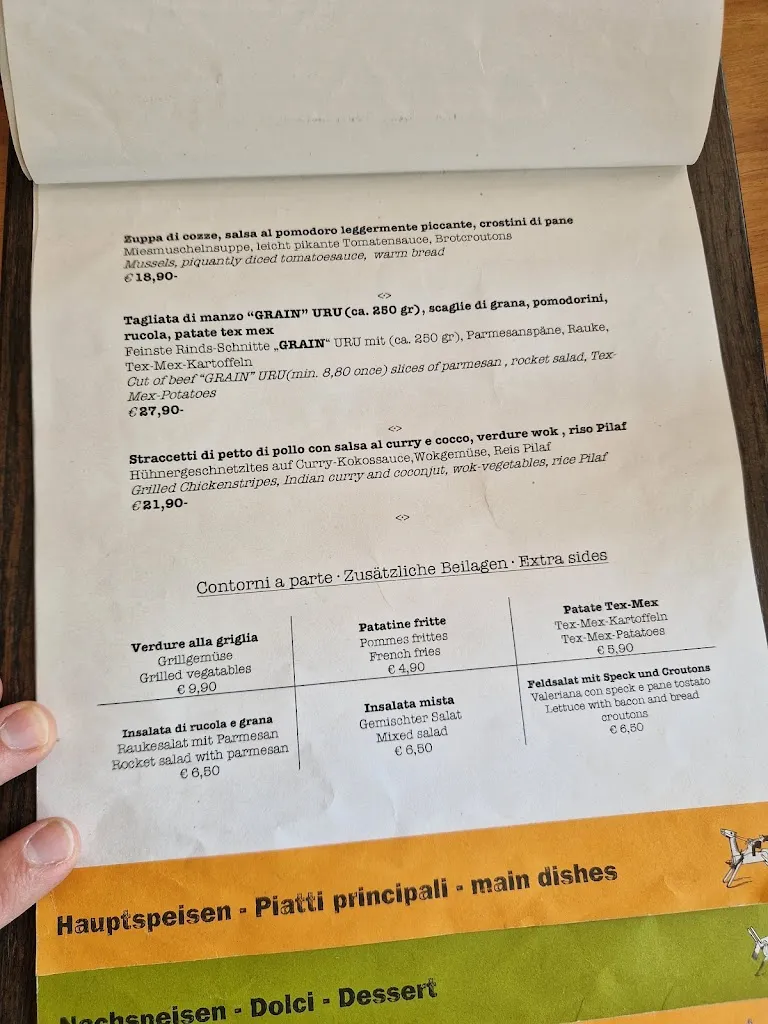 Zuppa di cozze, salsa al pomodoro leggermente piccante, crostini di pane
Miesmuschelnsuppe, leicht pikante Tomatensauce, Brotcroutons
Mussels, piquantly diced tomatoesauce, warm bread
€ 18,90-
<·>
Tagliata di manzo "GRAIN" URU(ca. 250 gr), scaglie di grana, pomodorini,
rucola, patate tex mex
Feinste Rinds-Schnitte „GRAIN“ URU mit (ca. 250 gr), Parmesanspäne, Rauke,
Tex-Mex-Kartoffeln
Cut of beef "GRAIN" URU(min. 8,80 once) slices of parmesan , rocket salad, Tex-
Mex-Potatoes
€ 27,90-
<·>
Straccetti di petto di pollo con salsa al curry e cocco, verdure wok , riso Pilaf
Hühnergeschnetzltes auf Curry-Kokossauce,Wokgemüse, Reis Pilaf
Grilled Chickenstripes, Indian curry and coconjut, wok-vegetables, rice Pilaf
€ 21,90-
<·>
Contorni a parte · Zusätzliche Beilagen · Extra sides
Verdure alla griglia
Grillgemüse
Grilled vegatables
€ 9,90
Patatine fritte
Pommes frittes
French fries
€ 4,90
Patate Tex-Mex
Tex-Mex-Kartoffeln
Tex-Mex-Patatoes
€ 5,90
Insalata di rucola e grana
Raukesalat mit Parmesan
Rocket salad with parmesan
€ 6,50
Insalata mista
Gemischter Salat
Mixed salad
€ 6,50
Feldsalat mit Speck und Croutons
Valeriana con speck e pane tostato
Lettuce with bacon and bread
croutons
€ 6,50
Hauptspeisen - Piatti principali - main dishes
Nachspeisen - Dolci - Dessert